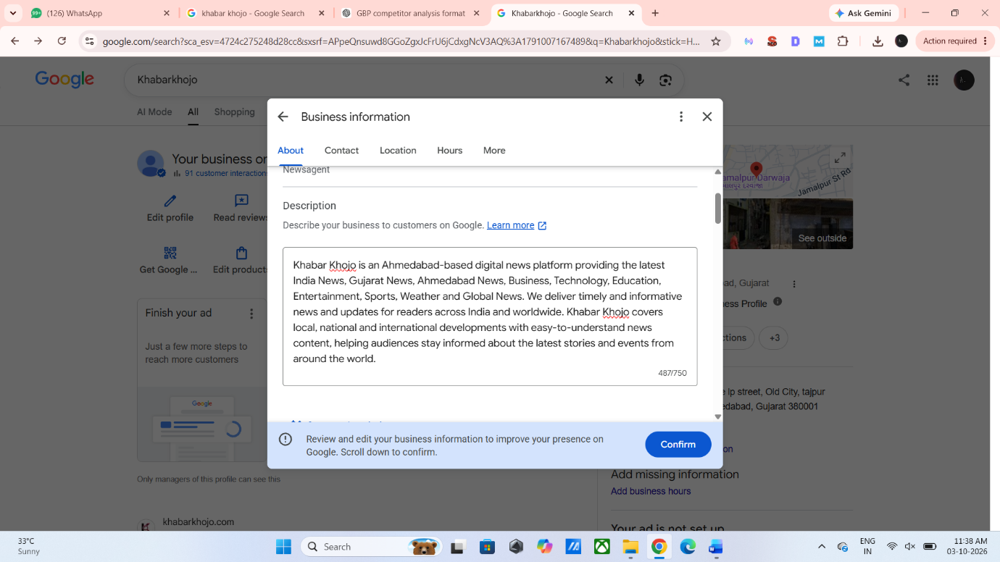 99+
(126) WhatsApp
khabar khojo - Google Search
GBP competitor analysis format
Khabarkhojo - Google Search
Ask Gemini
google.com/search?sca_esv=4724c275248d28cc&sxsrf=APpeQnsuwd8GGoZgxJcFrU6jCdxgNcV3AQ%3A1791007167489&q=Khabarkhojo&stick=H...
Action required
Google
Khabarkhojo
AI Mode
All
Shopping
Your business on
91 customer interactions
Edit profile
Read reviews
Get Google ...
Edit products
Finish your ad
Just a few more steps to
reach more customers
Google
Only managers of this profile can see this
khabarkhojo.com
Business information
About
Contact
Location
Hours
More
Newsagent
Description
Describe your business to customers on Google. Learn more
Khabar Khojo is an Ahmedabad-based digital news platform providing the latest
India News, Gujarat News, Ahmedabad News, Business, Technology, Education,
Entertainment, Sports, Weather and Global News. We deliver timely and informative
news and updates for readers across India and worldwide. Khabar Khojo covers
local, national and international developments with easy-to-understand news
content, helping audiences stay informed about the latest stories and events from
around the world.
487/750
Review and edit your business information to improve your presence on
Google. Scroll down to confirm.
Confirm
Jamalpur Darwaja
Jamalpur St Rd
See outside
ad, Gujarat
ness Profile
ctions
+3
e lp street, Old City, tajpur
edabad, Gujarat 380001
on
Add missing information
Add business hours
Your ad is not set up
33°C
Sunny
Search
ENG
IN
11:38 AM
03-10-2026